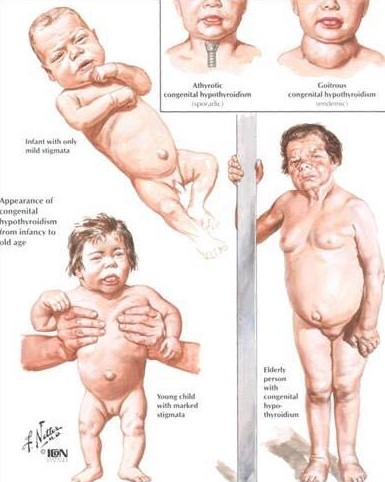 Athyrotic
congenital hypothyroidism
(sporadic)
Goitrous
congenital hypothyroidism
(endemic)
Infant with only
mild stigmata
Appearance of
congenital
hypothyroidism
from infancy to
old age
Young child
with marked
stigmata
Elderly
person
with
congenital
hypo-
thyroidism
F. Netter
M.D.
© ICON